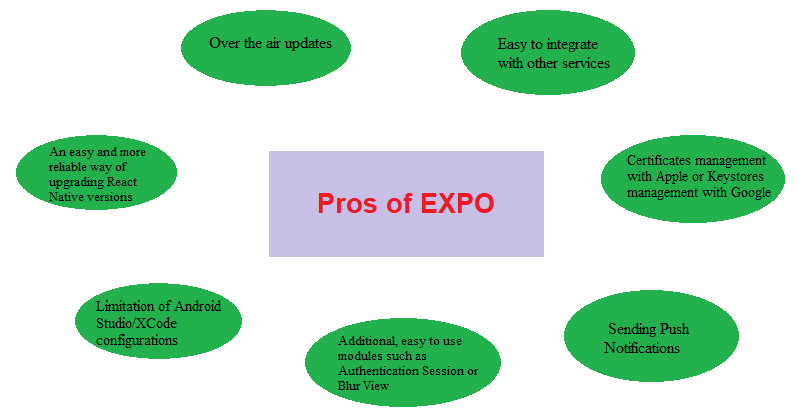 Over the air updates
Easy to integrate
with other services
An easy and more
reliable way of
upgrading React
Native versions
Certificates management
with Apple or Keystores
management with Google
Pros of EXPO
Limitation of Android
Studio/XCode
configurations
Additional, easy to use
modules such as
Authentication Session or
Blur View
Sending Push
Notifications